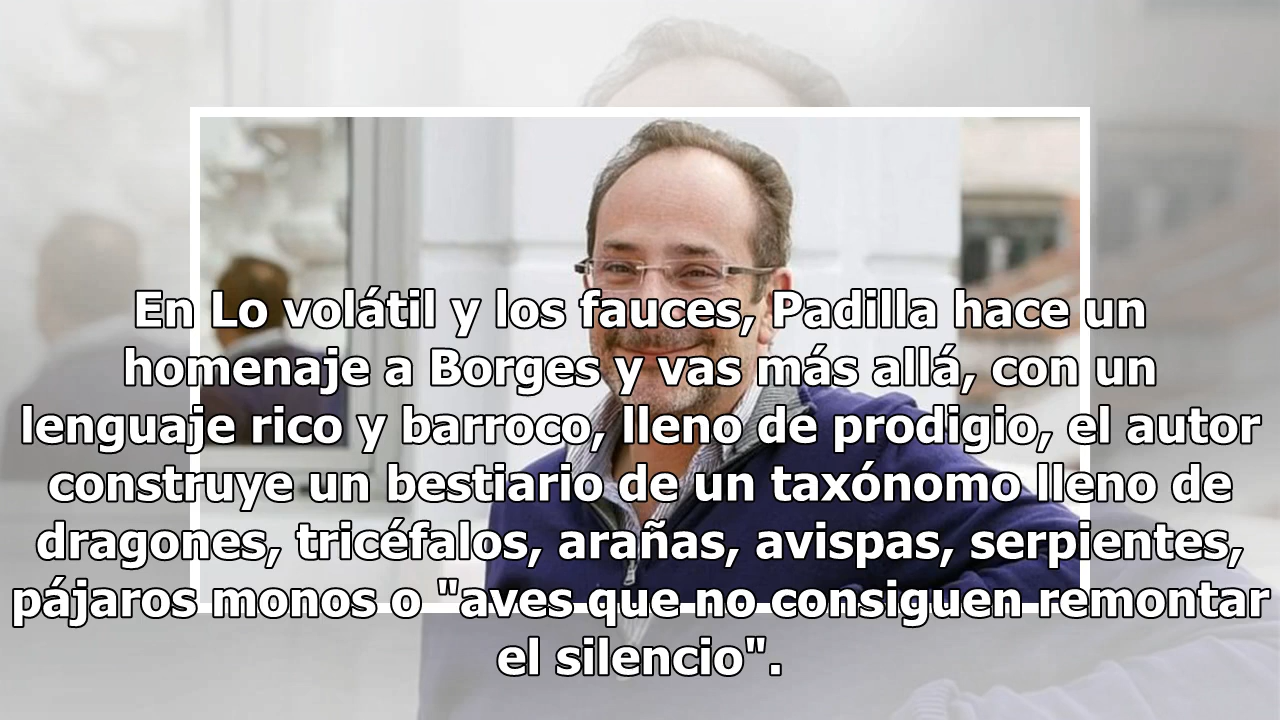 En Lo volátil y los fauces, Padilla hace un
homenaje a Borges y vas más allá, con un
lenguaje rico y barroco, lleno de prodigio, el autor
construye un bestiario de un taxónomo lleno de
dragones, tricéfalos, arañas, avispas, serpientes,
pájaros monos o "aves que no consiguen remontar
el silencio".